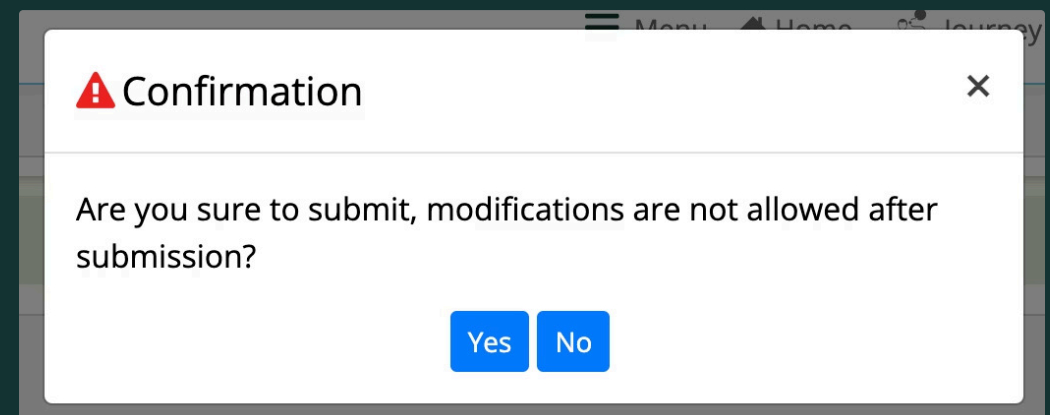 Menu Home Journey
Confirmation
Are you sure to submit, modifications are not allowed after
submission?
Yes No